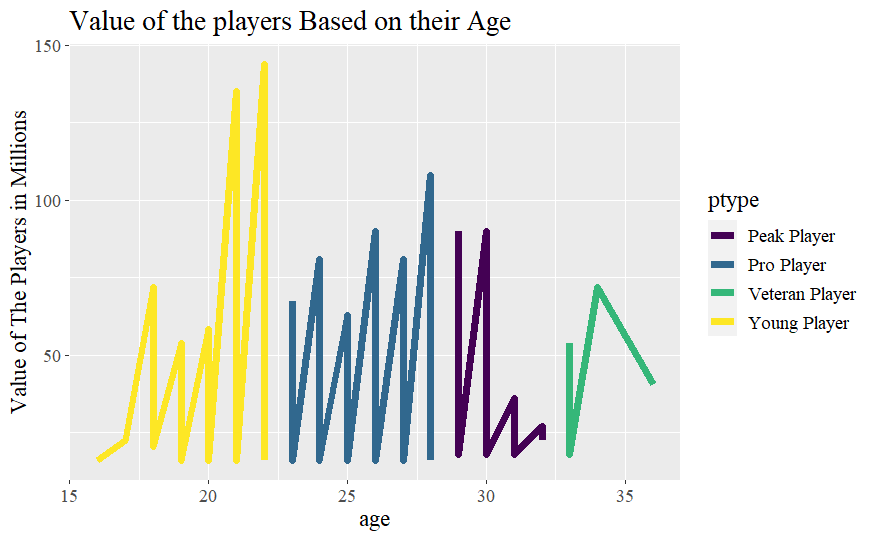 Value of the players Based on their Age
Value of The Players in Millions
150
100
50
15
20
25
30
35
age
ptype
Peak Player
Pro Player
Veteran Player
Young Player